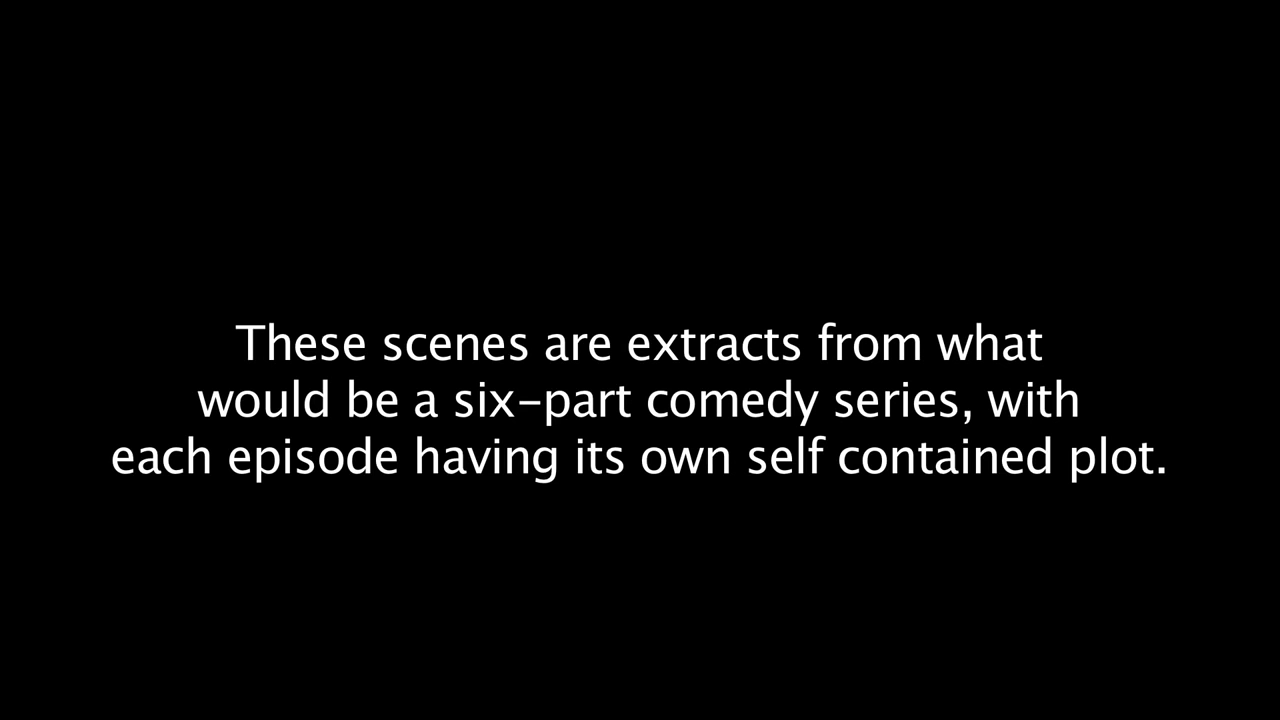 These scenes are extracts from what
would be a six-part comedy series, with
each episode having its own self contained plot.